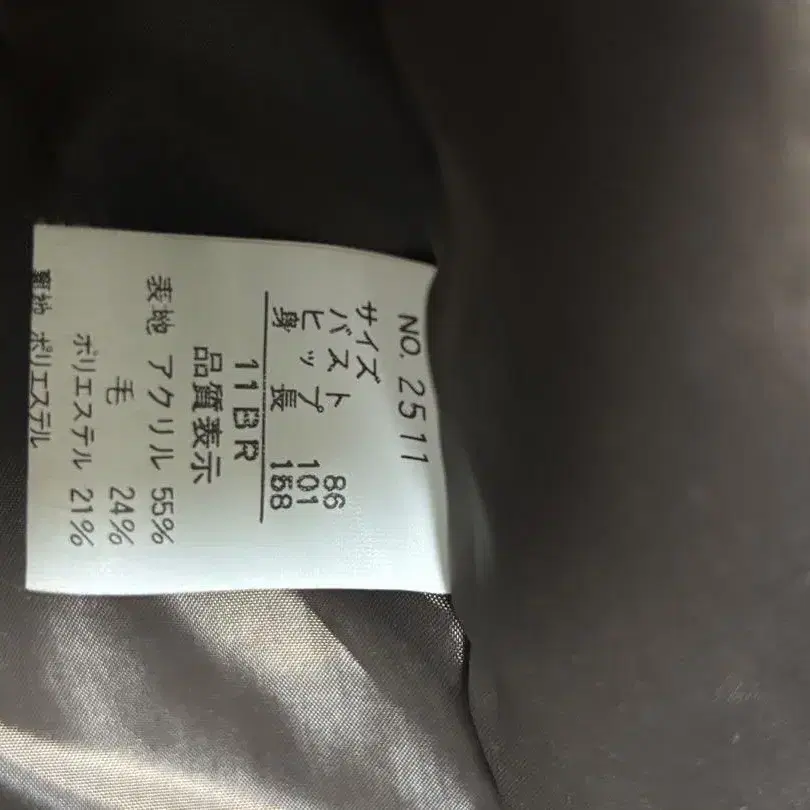 NO. 2511
サイズ
バスト 86
ヒップ 101
身長 158
11BR
品質表示
表地 アクリル 55%
毛 24%
ポリエステル 21%
裏地 ポリエステル